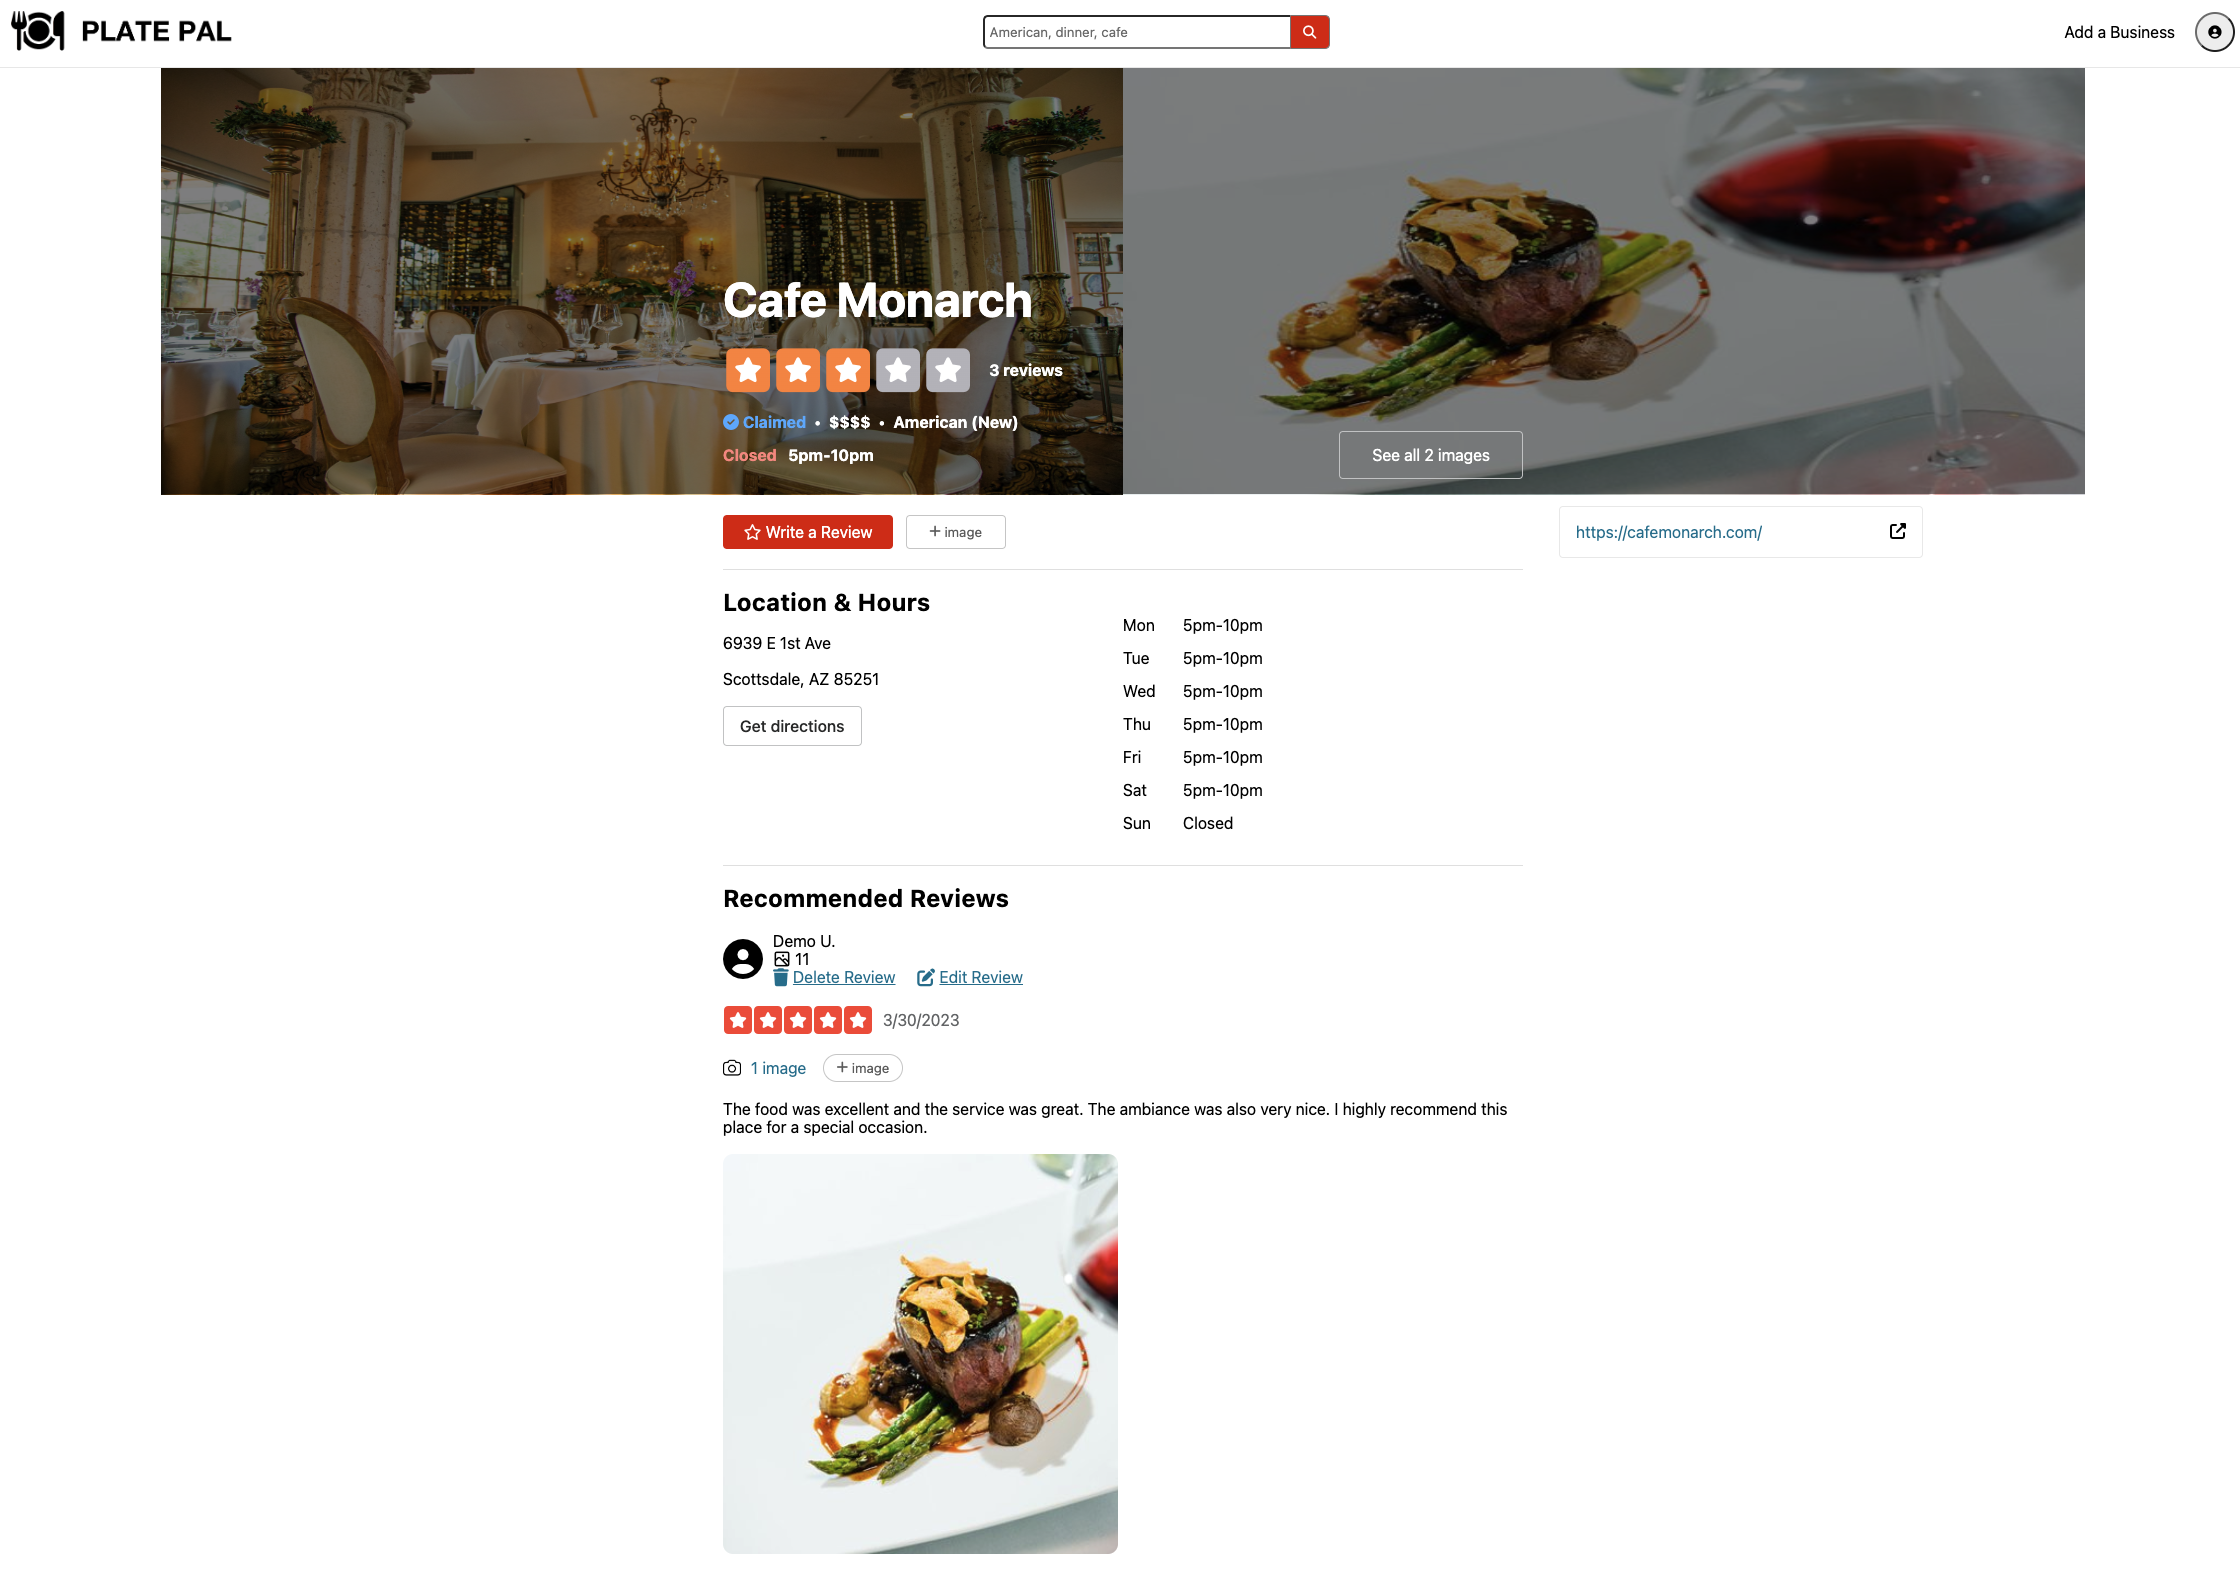 PLATE PAL
American, dinner, cafe
Add a Business
Cafe Monarch
3 reviews
Claimed • $$$$ • American (New)
Closed 5pm-10pm
See all 2 images
Write a Review
+ image
https://cafemonarch.com/
Location & Hours
6939 E 1st Ave
Scottsdale, AZ 85251
Get directions
Mon 5pm-10pm
Tue 5pm-10pm
Wed 5pm-10pm
Thu 5pm-10pm
Fri 5pm-10pm
Sat 5pm-10pm
Sun Closed
Recommended Reviews
Demo U.
11
Delete Review Edit Review
3/30/2023
1 image + image
The food was excellent and the service was great. The ambiance was also very nice. I highly recommend this
place for a special occasion.